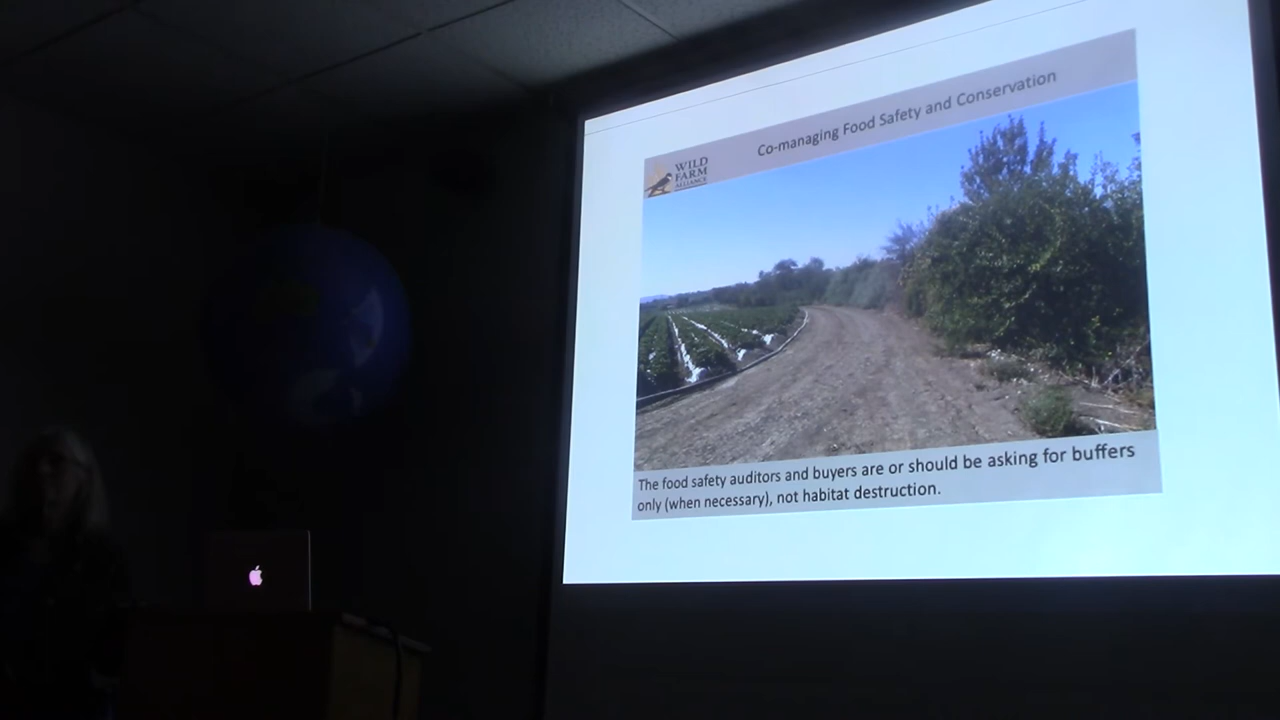 Co-managing Food Safety and Conservation
WILD
FARM
ALLIANCE
The food safety auditors and buyers are or should be asking for buffers
only (when necessary), not habitat destruction.